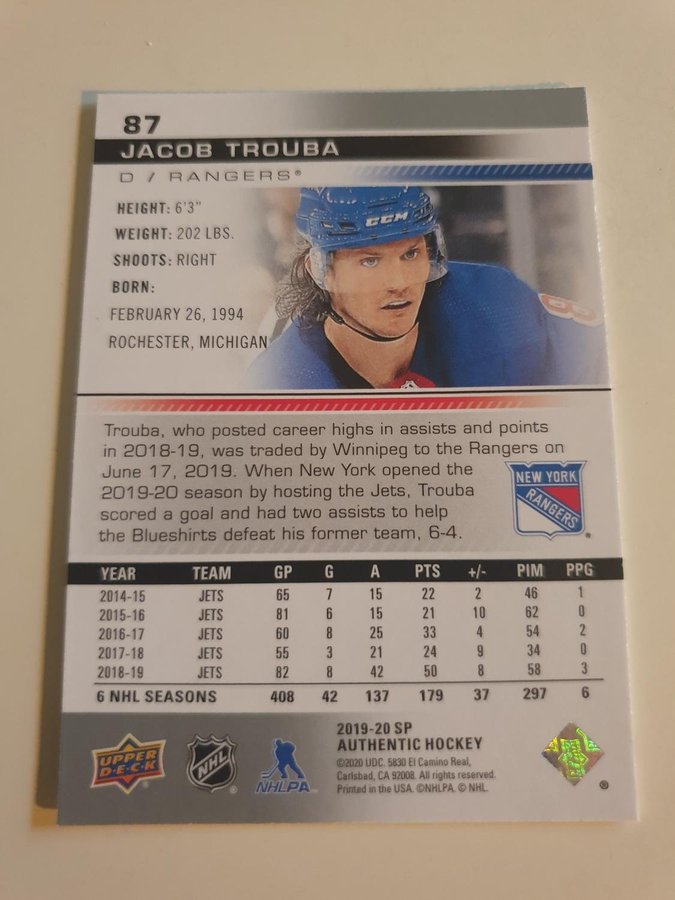 87
JACOB TROUBA
D / RANGERS®
HEIGHT: 6'3"
WEIGHT: 202 LBS.
SHOOTS: RIGHT
BORN:
FEBRUARY 26, 1994
ROCHESTER, MICHIGAN
CCM
8
Trouba, who posted career highs in assists and points
in 2018-19, was traded by Winnipeg to the Rangers on
June 17, 2019. When New York opened the
2019-20 season by hosting the Jets, Trouba
scored a goal and had two assists to help
the Blueshirts defeat his former team, 6-4.
NEW YORK
RANGERS
YEAR TEAM GP G A PTS +/- PIM PPG
2014-15 JETS 65 7 15 22 2 46 1
2015-16 JETS 81 6 15 21 10 62 0
2016-17 JETS 60 8 25 33 4 54 2
2017-18 JETS 55 3 21 24 9 34 0
2018-19 JETS 82 8 42 50 8 58 3
6 NHL SEASONS 408 42 137 179 37 297 6
UPPER
D·E·C·K
NHL
NHLPA
2019-20 SP
AUTHENTIC HOCKEY
©2020 UDC. 5830 El Camino Real,
Carlsbad, CA 92008. All rights reserved.
Printed in the USA. ©NHLPA. © NHL.